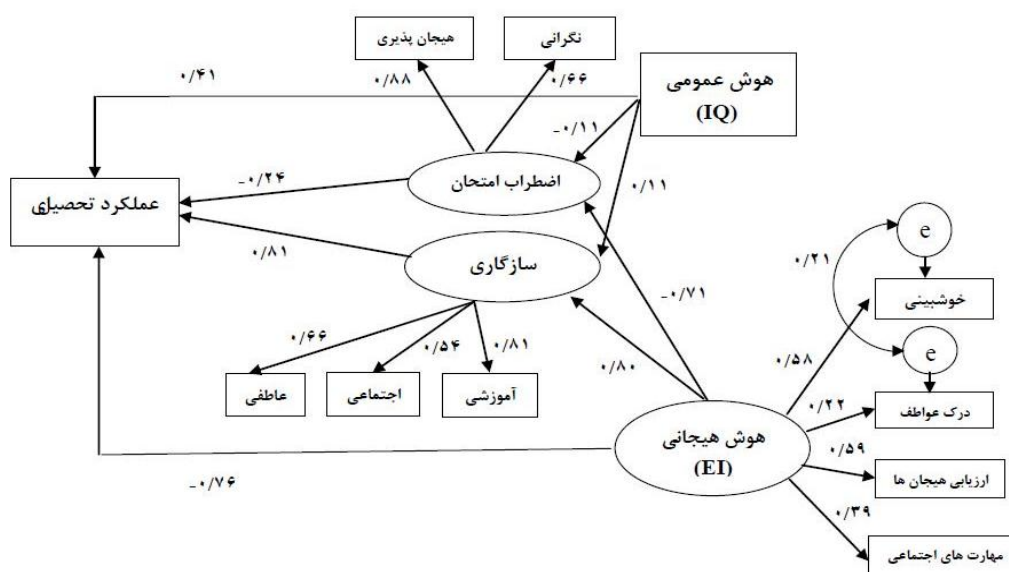 هیجان پذیری
نگرانی
هوش عمومی
(IQ)
۰/۴۱
۰/۸۸
۰/۶۶
-۰/۱۱
۰/۱۱
اضطراب امتحان
-۰/۲۴
عملکرد تحصیلی
سازگاری
۰/۸۱
-۰/۷۱
۰/۸۰
e
۰/۲۱
خوشبینی
e
۰/۵۸
۰/۶۶
۰/۵۴
۰/۸۱
عاطفی
اجتماعی
آموزشی
۰/۲۲
درک عواطف
هوش هیجانی
(EI)
۰/۵۹
ارزیابی هیجان ها
-۰/۷۶
۰/۳۹
مهارت های اجتماعی